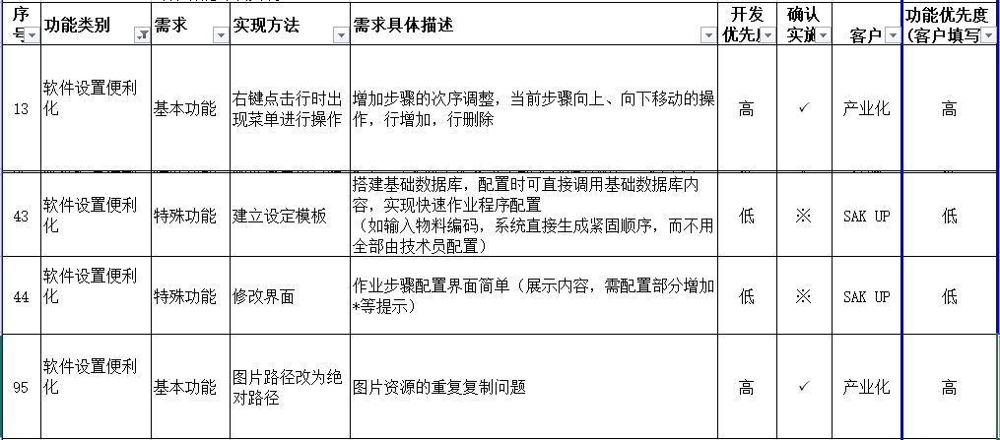 序号 功能类别 需求 实现方法 需求具体描述 开发优先度 确认实施 客户 功能优先度(客户填写
13 软件设置便利化 基本功能 右键点击行时出现菜单进行操作 增加步骤的次序调整，当前步骤向上、向下移动的操作，行增加，行删除 高 ✓ 产业化 高
43 软件设置便利化 特殊功能 建立设定模板 搭建基础数据库，配置时可直接调用基础数据库内容，实现快速作业程序配置（如输入物料编码，系统直接生成紧固顺序，而不用全部由技术员配置） 低 ※ SAK UP 低
44 软件设置便利化 特殊功能 修改界面 作业步骤配置界面简单（展示内容，需配置部分增加*等提示） 低 ※ SAK UP 低
95 软件设置便利化 基本功能 图片路径改为绝对路径 图片资源的重复复制问题 高 ✓ 产业化 高